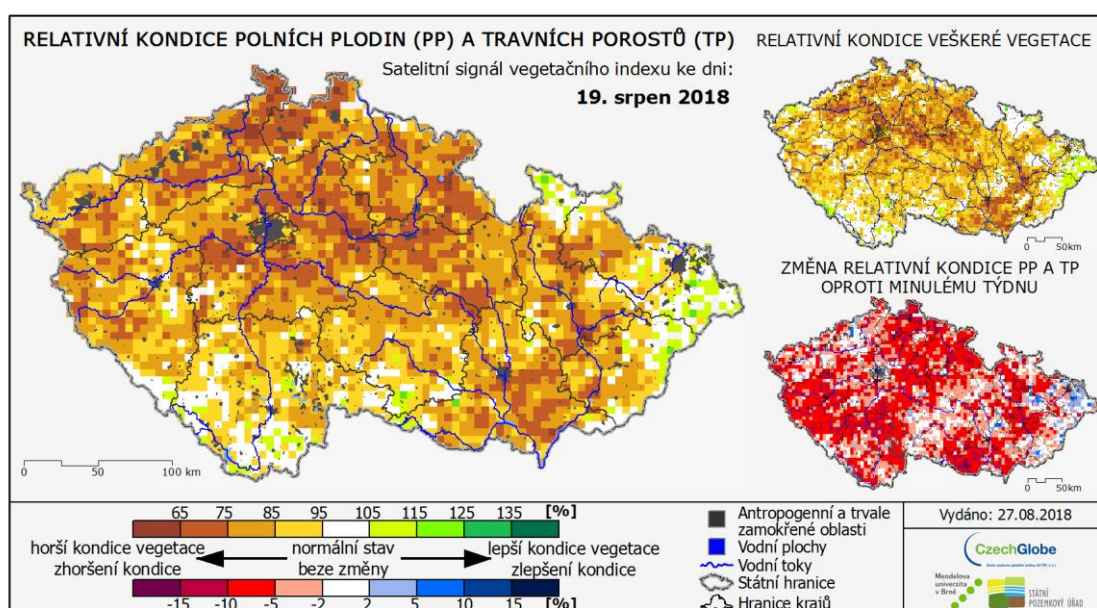 RELATIVNÍ KONDICE POLNÍCH PLODIN (PP) A TRAVNÍCH POROSTŮ (TP)
Satelitní signál vegetačního indexu ke dni:
19. srpen 2018
0 50 100 km
RELATIVNÍ KONDICE VEŠKERÉ VEGETACE
0 50km
ZMĚNA RELATIVNÍ KONDICE PP A TP
OPROTI MINULÉMU TÝDNU
0 50km
65 75 85 95 105 115 125 135 [%]
horší kondice vegetace normální stav lepší kondice vegetace
zhoršení kondice beze změny zlepšení kondice
-15 -10 -5 -2 2 5 10 15 [%]
Antropogenní a trvale
zamokřené oblasti
Vodní plochy
Vodní toky
Státní hranice
Hranice krajů
Vydáno: 27.08.2018
CzechGlobe
Mendelova
univerzita
v Brně
STÁTNÍ
POZEMKOVÝ ÚŘAD